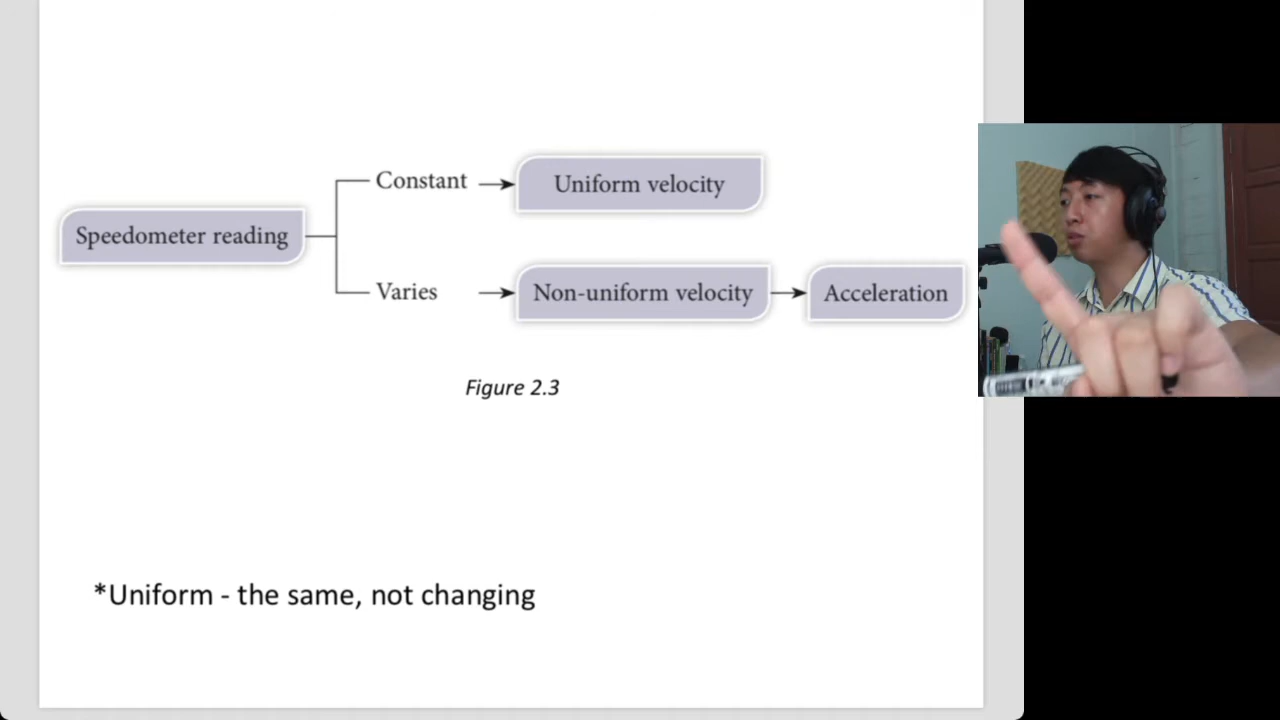 Speedometer reading
Constant
Uniform velocity
Varies
Non-uniform velocity
Acceleration
Figure 2.3
*Uniform - the same, not changing